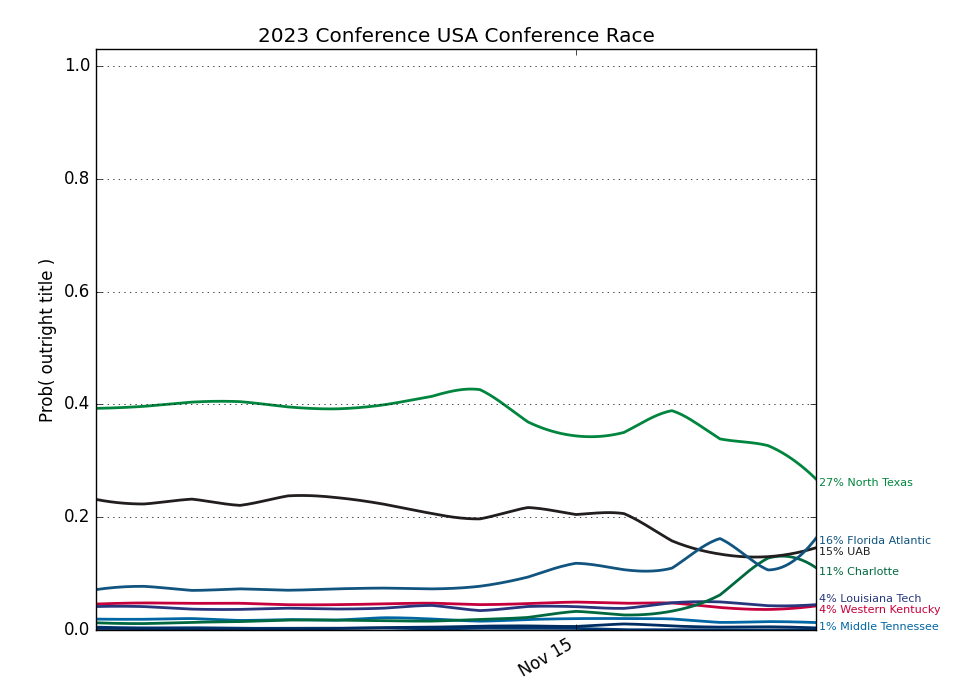 2023 Conference USA Conference Race
Prob( outright title )
1.0
0.8
0.6
0.4
0.2
0.0
27% North Texas
16% Florida Atlantic
15% UAB
11% Charlotte
4% Louisiana Tech
4% Western Kentucky
1% Middle Tennessee
Nov 15